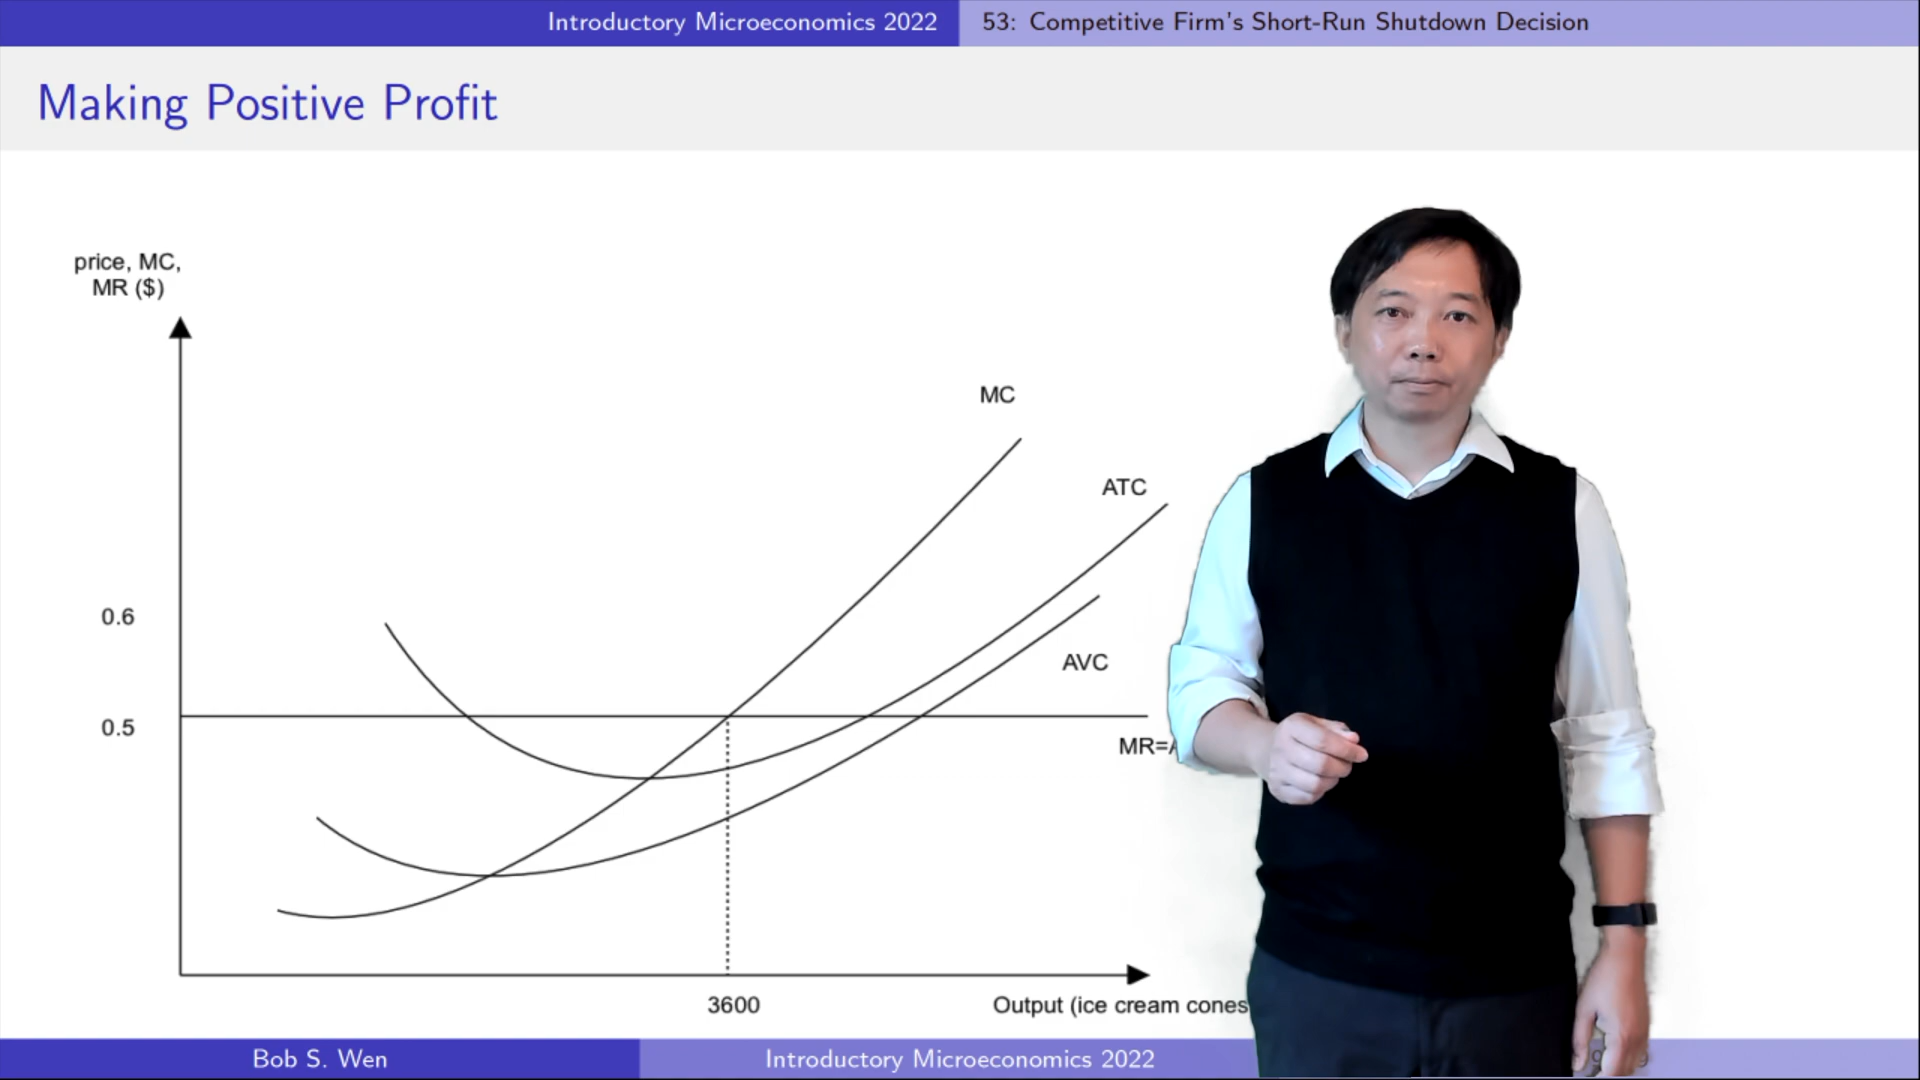 Introductory Microeconomics 2022
53: Competitive Firm's Short-Run Shutdown Decision
Making Positive Profit
price, MC,
MR ($)
MC
ATC
0.6
AVC
0.5
MR=
3600
Output (ice cream cones
Bob S. Wen
Introductory Microeconomics 2022